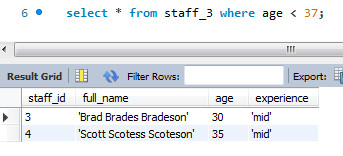 6 select * from staff_3 where age < 37;
Result Grid Filter Rows: Export:
staff_id full_name age experience
3 'Brad Brades Bradeson' 30 'mid'
4 'Scott Scotess Scoteson' 35 'mid'